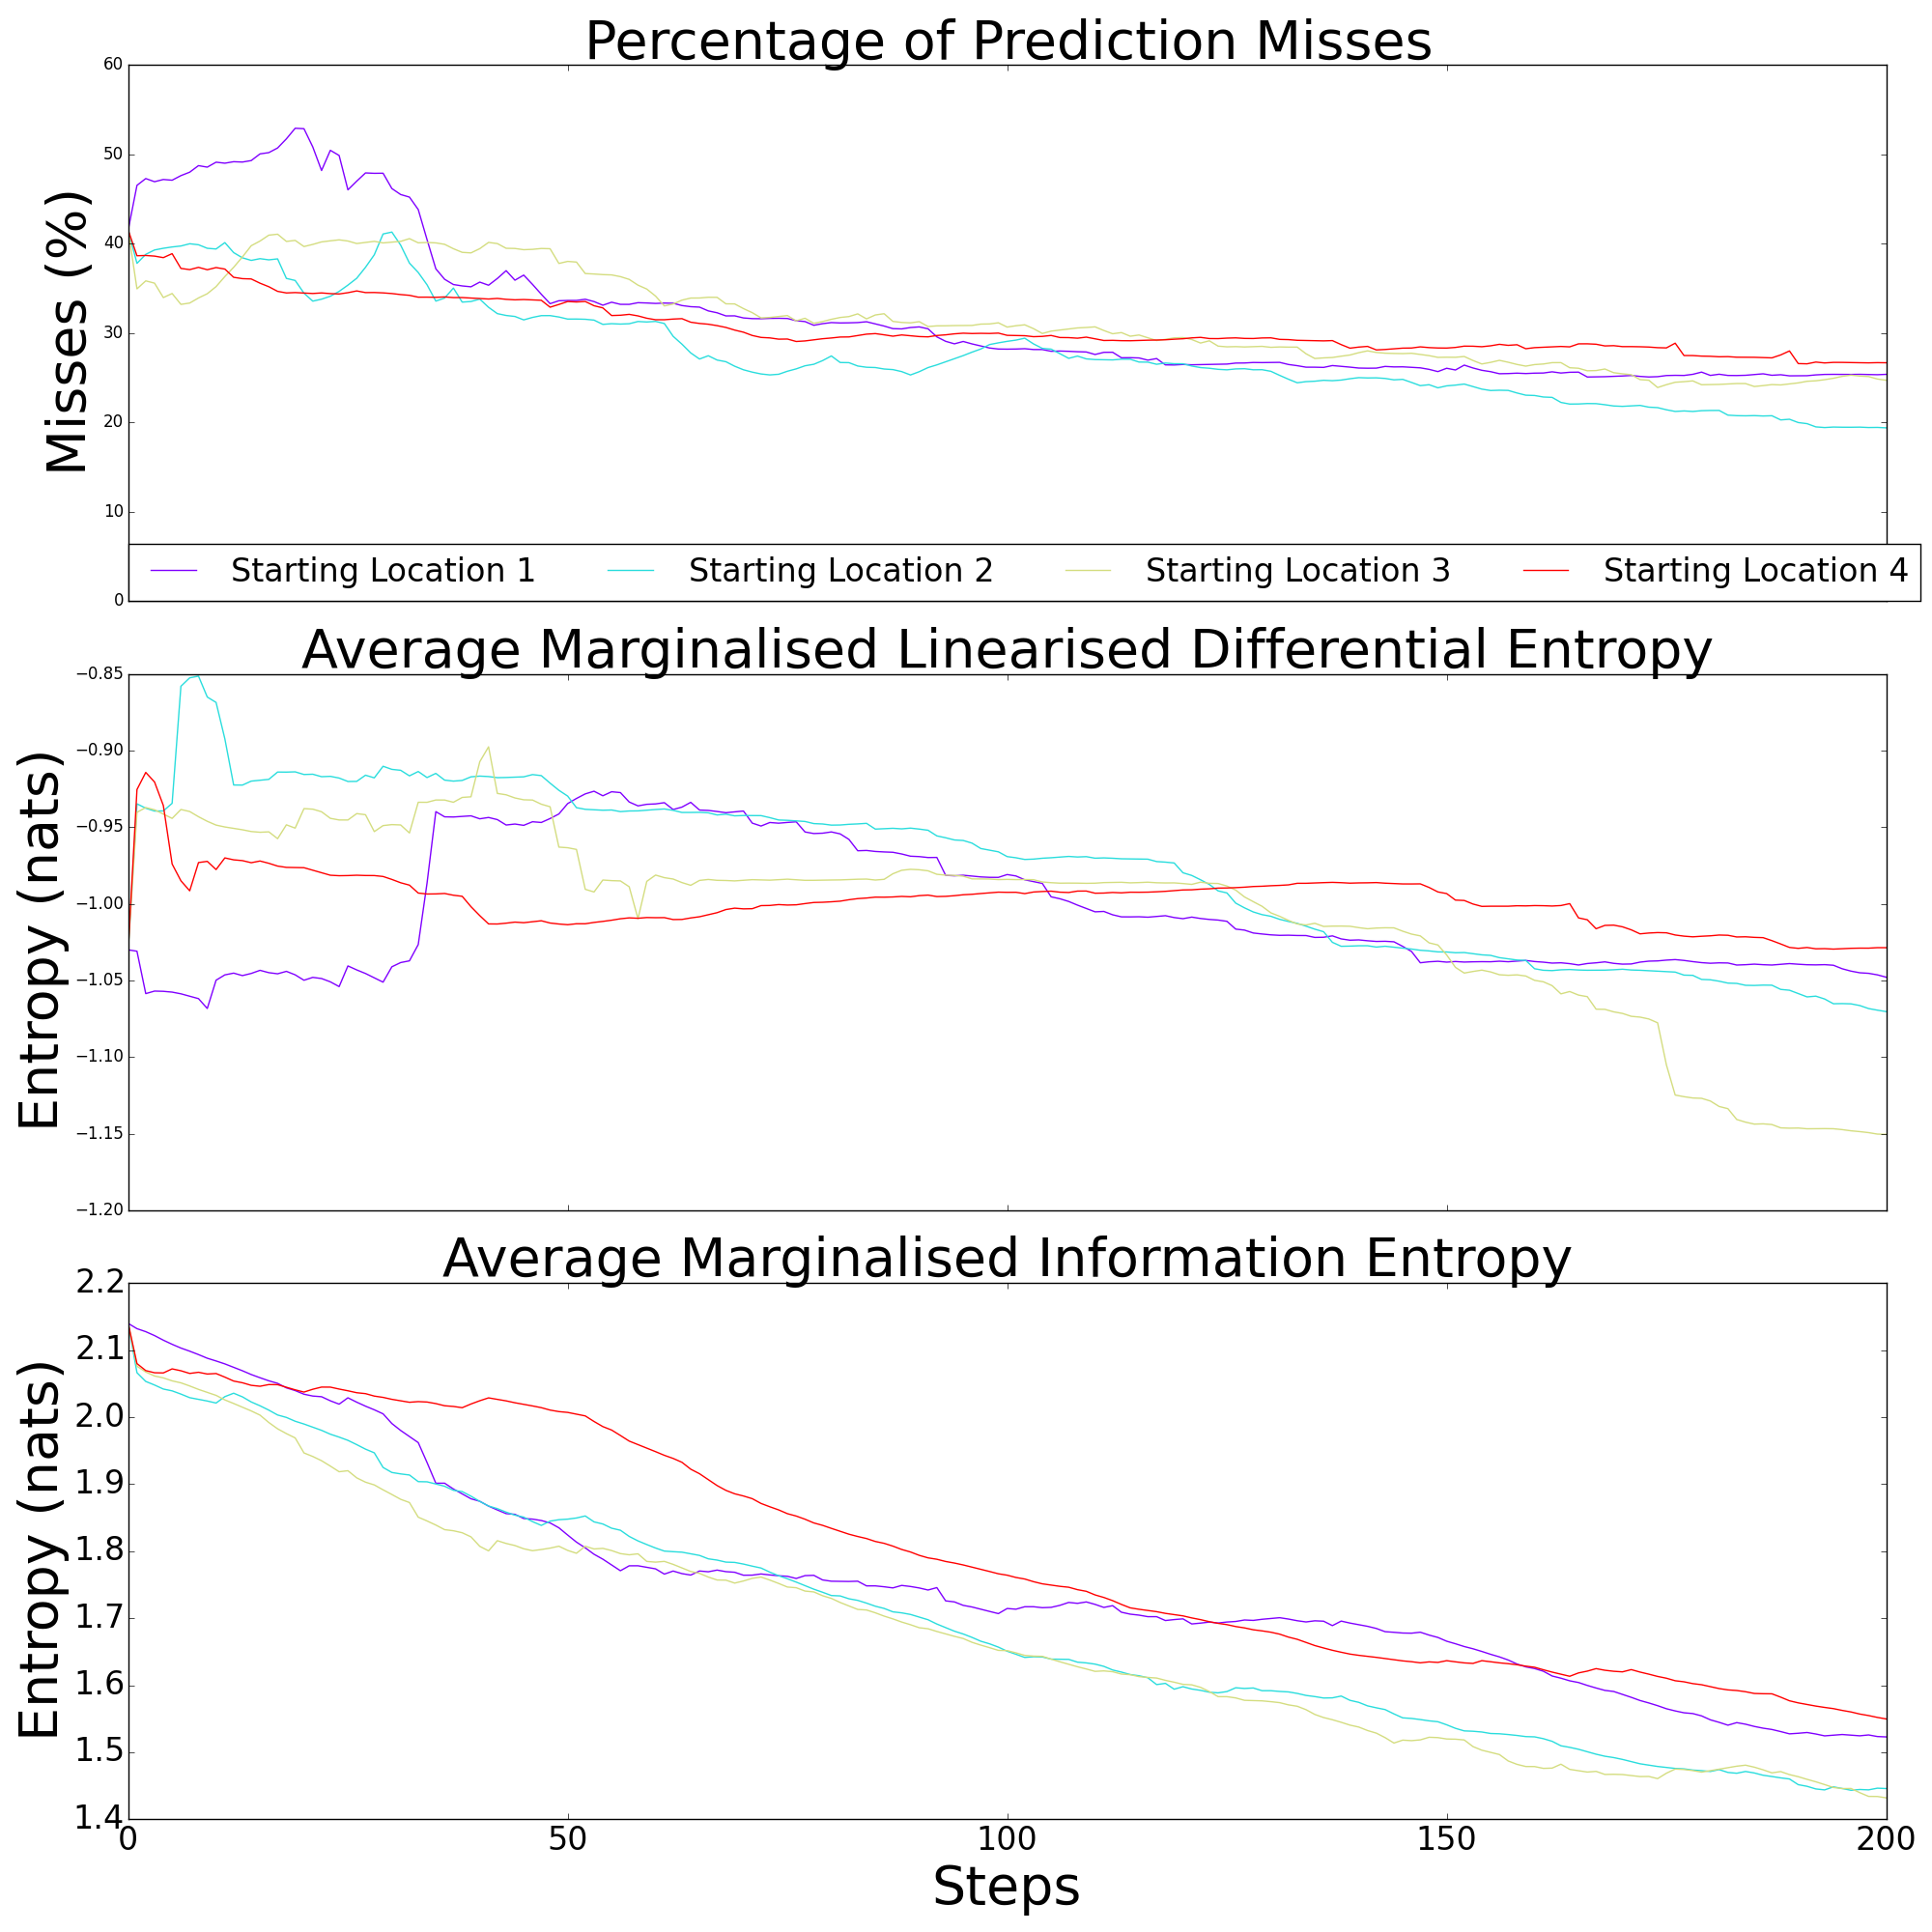 Percentage of Prediction Misses
60
50
40
30
20
10
0
Misses (%)
Starting Location 1 Starting Location 2 Starting Location 3 Starting Location 4
Average Marginalised Linearised Differential Entropy
−0.85
−0.90
−0.95
−1.00
−1.05
−1.10
−1.15
−1.20
Entropy (nats)
Average Marginalised Information Entropy
2.2
2.1
2.0
1.9
1.8
1.7
1.6
1.5
1.4
Entropy (nats)
0 50 100 150 200
Steps